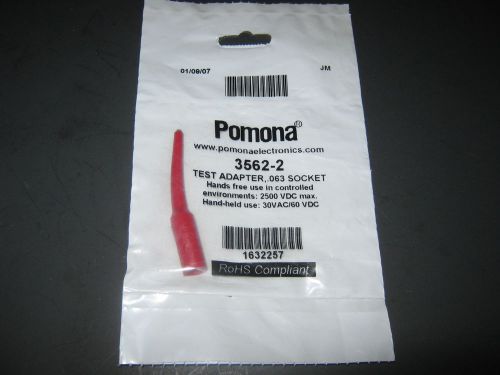 01/09/07 JM
Pomona®
www.pomonaelectronics.com
3562-2
TEST ADAPTER,.063 SOCKET
Hands free use in controlled
environments: 2500 VDC max.
Hand-held use: 30VAC/60 VDC
1632257
RoHS Compliant